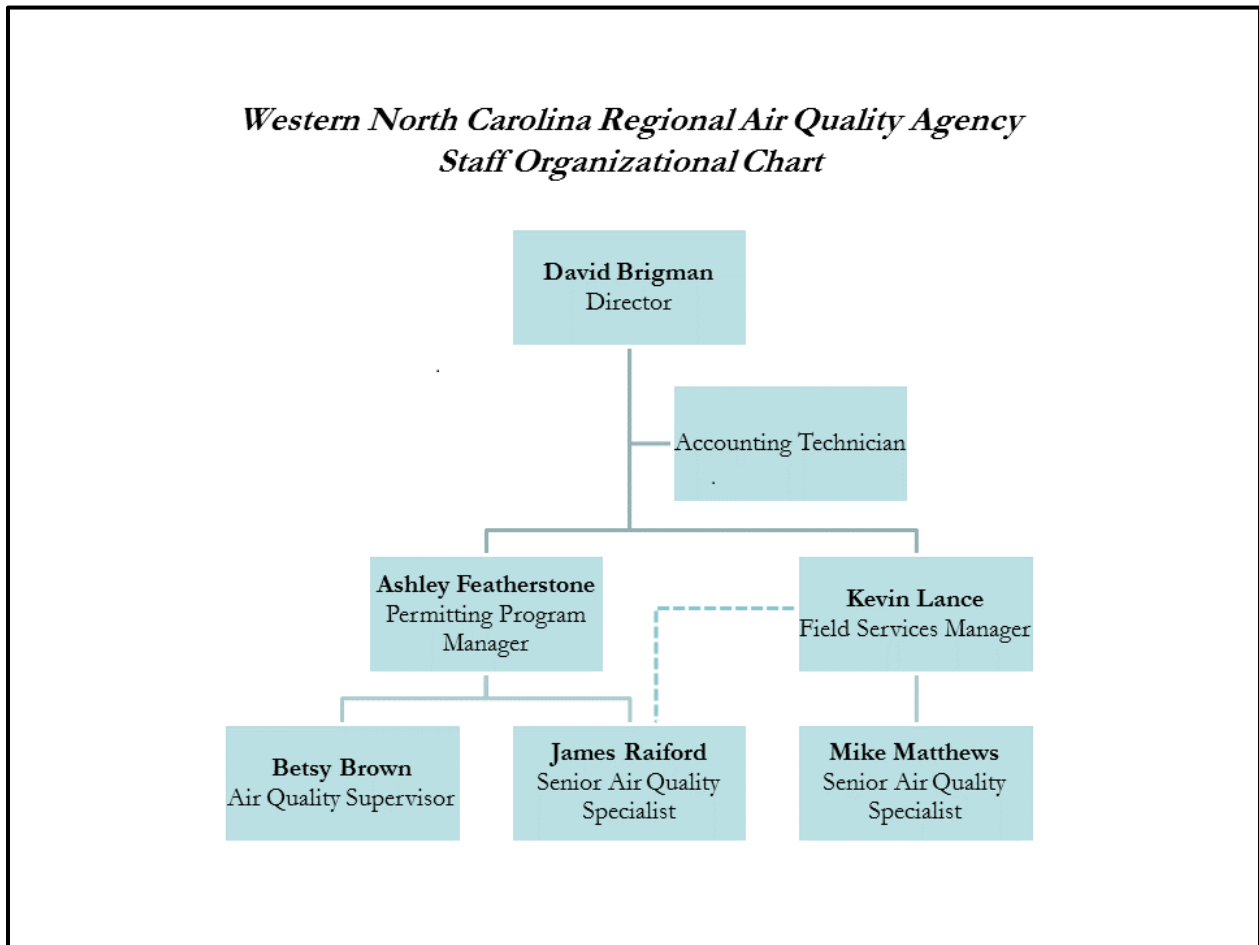 Western North Carolina Regional Air Quality Agency
Staff Organizational Chart
David Brigman
Director
Accounting Technician
Ashley Featherstone
Permitting Program
Manager
Kevin Lance
Field Services Manager
Betsy Brown
Air Quality Supervisor
James Raiford
Senior Air Quality
Specialist
Mike Matthews
Senior Air Quality
Specialist